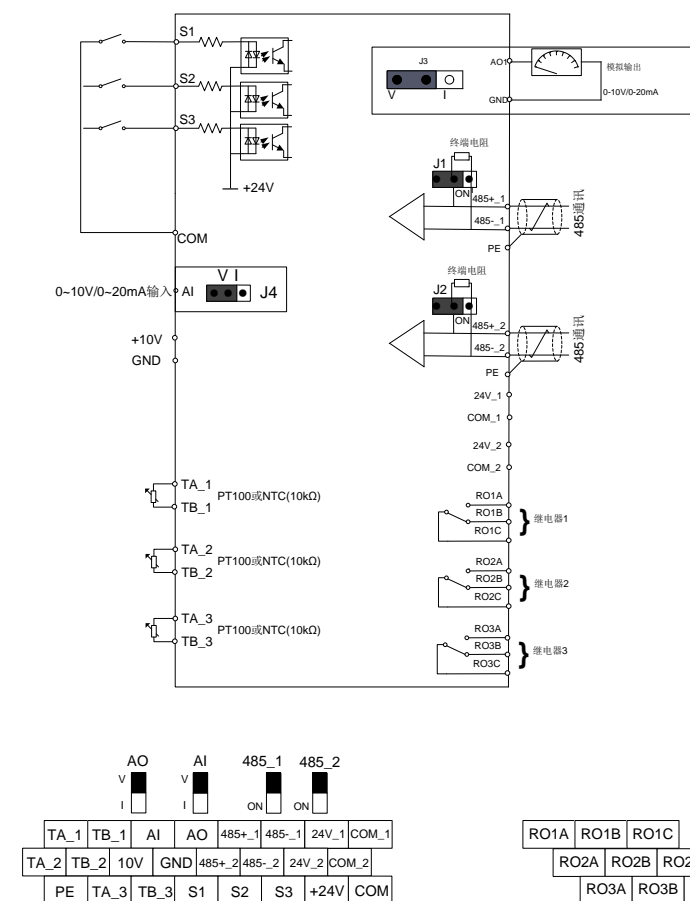 S1
S2
S3
+24V
COM
0~10V/0~20mA输入
AI
V I
J4
+10V
GND
TA_1
TB_1
PT100或NTC(10kΩ)
TA_2
TB_2
PT100或NTC(10kΩ)
TA_3
TB_3
PT100或NTC(10kΩ)
J3
V
I
AO1
GND
模拟输出
0-10V/0-20mA
终端电阻
J1
ON
485+_1
485-_1
PE
485通讯
终端电阻
J2
ON
485+_2
485-_2
PE
485通讯
24V_1
COM_1
24V_2
COM_2
RO1A
RO1B
RO1C
继电器1
RO2A
RO2B
RO2C
继电器2
RO3A
RO3B
RO3C
继电器3
AO AI 485_1 485_2
V V
I I ON ON
TA_1 TB_1 AI AO 485+_1 485-_1 24V_1 COM_1
TA_2 TB_2 10V GND 485+_2 485-_2 24V_2 COM_2
PE TA_3 TB_3 S1 S2 S3 +24V COM
RO1A RO1B RO1C
RO2A RO2B
RO3A RO3B